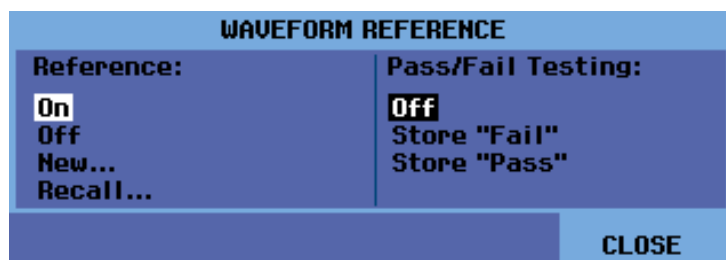 WAVEFORM REFERENCE
Reference:
On
Off
New...
Recall...
Pass/Fail Testing:
Off
Store "Fail"
Store "Pass"
CLOSE